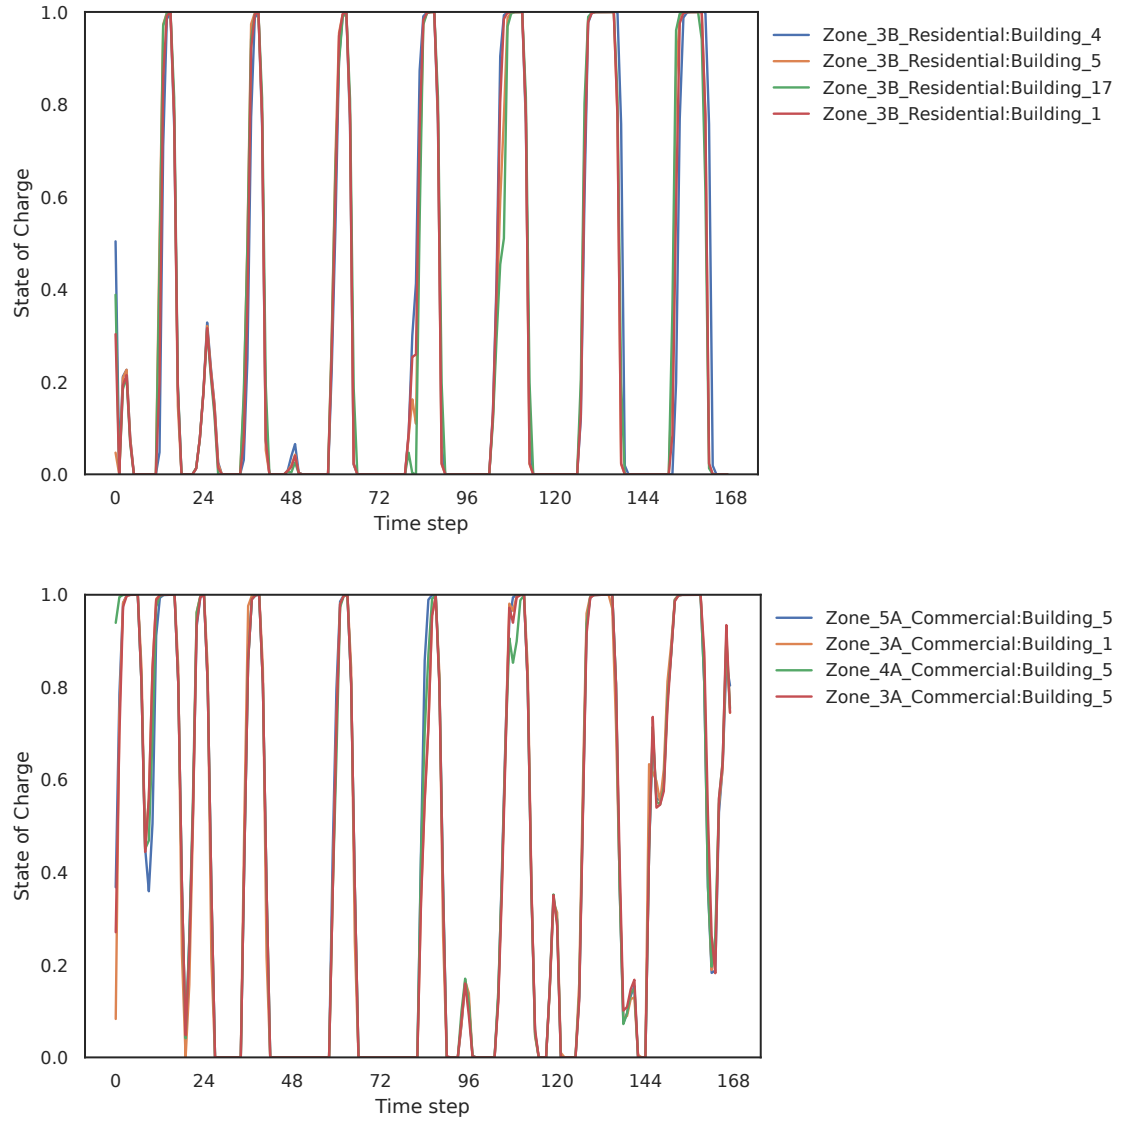 1.0
0.8
0.6
0.4
0.2
0.0
State of Charge
0 24 48 72 96 120 144 168
Time step
Zone_3B_Residential:Building_4
Zone_3B_Residential:Building_5
Zone_3B_Residential:Building_17
Zone_3B_Residential:Building_1
1.0
0.8
0.6
0.4
0.2
0.0
State of Charge
0 24 48 72 96 120 144 168
Time step
Zone_5A_Commercial:Building_5
Zone_3A_Commercial:Building_1
Zone_4A_Commercial:Building_5
Zone_3A_Commercial:Building_5